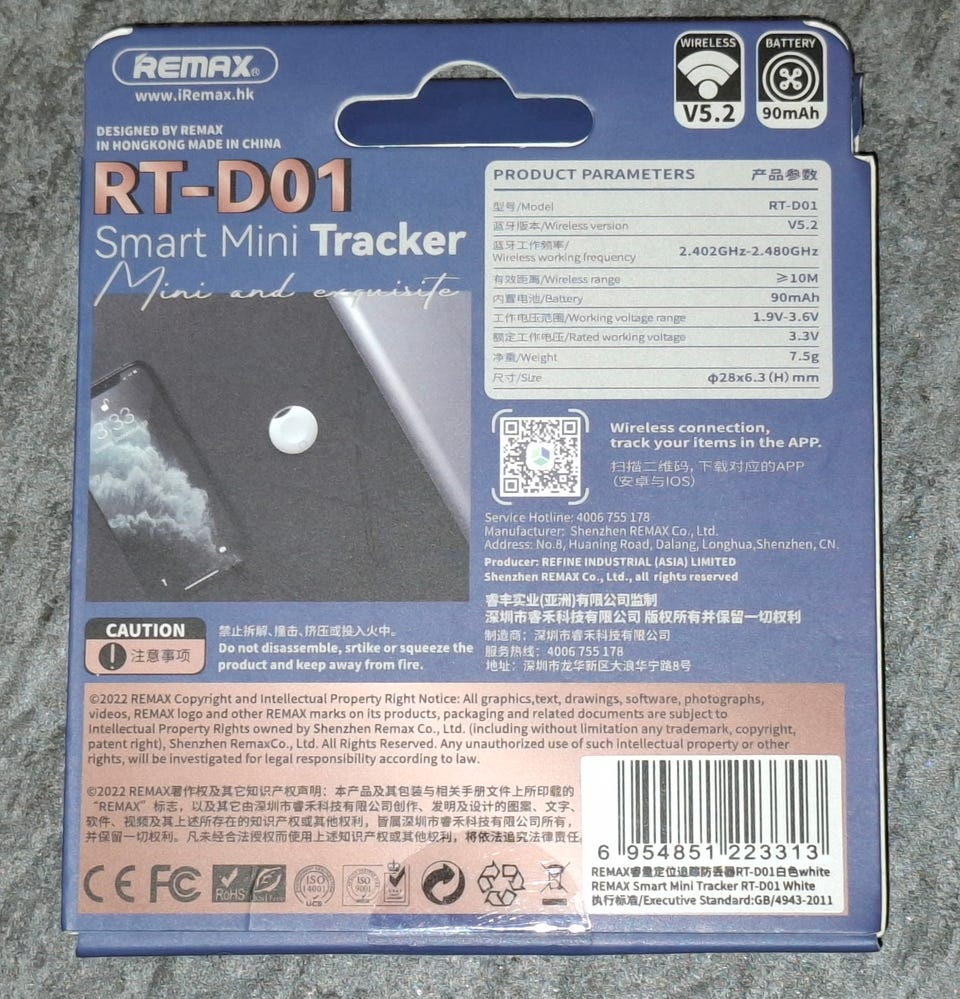 REMAX®
www.iRemax.hk
WIRELESS
V5.2
BATTERY
90mAh
DESIGNED BY REMAX
IN HONGKONG MADE IN CHINA
RT-D01
Smart Mini Tracker
Mini and exquisite
3:33
PRODUCT PARAMETERS 产品参数
型号/Model RT-D01
蓝牙版本/Wireless version V5.2
蓝牙工作频率/
Wireless working frequency 2.402GHz-2.480GHz
有效距离/Wireless range ≥10M
内置电池/Battery 90mAh
工作电压范围/Working voltage range 1.9V-3.6V
额定工作电压/Rated working voltage 3.3V
净重/Weight 7.5g
尺寸/Size φ28x6.3(H)mm
Wireless connection,
track your items in the APP.
扫描二维码，下载对应的APP
（安卓与IOS）
Service Hotline: 4006 755 178
Manufacturer: Shenzhen REMAX Co., Ltd.
Address: No.8, Huaning Road, Dalang, Longhua,Shenzhen, CN.
Producer: REFINE INDUSTRIAL (ASIA) LIMITED
Shenzhen REMAX Co., Ltd., all rights reserved
睿丰实业(亚洲)有限公司监制
深圳市睿禾科技有限公司 版权所有并保留一切权利
制造商：深圳市睿禾科技有限公司
服务热线：4006 755 178
地址：深圳市龙华新区大浪华宁路8号
CAUTION
注意事项
禁止拆解、撞击、挤压或投入火中。
Do not disassemble, srtike or squeeze the
product and keep away from fire.
©2022 REMAX Copyright and Intellectual Property Right Notice: All graphics,text, drawings, software, photographs,
videos, REMAX logo and other REMAX marks on its products, packaging and related documents are subject to
Intellectual Property Rights owned by Shenzhen Remax Co., Ltd. (including without limitation any trademark, copyright,
patent right), Shenzhen RemaxCo., Ltd. All Rights Reserved. Any unauthorized use of such intellectual property or other
rights, will be investigated for legal responsibility according to law.
©2022 REMAX著作权及其它知识产权声明：本产品及其包装与相关手册文件上所印载的
“REMAX”标志，以及其它由深圳市睿禾科技有限公司创作、发明及设计的图案、文字、
软件、视频及其上述所存在的知识产权或其他权利，皆属深圳市睿禾科技有限公司所有，
并保留一切权利。凡未经合法授权而使用上述知识产权或其他权利，将依法追究法律责任
CE FC RoHS ISO 14001 UCB ISO 9001
6 954851 223313
REMAX睿量定位追踪防丢器RT-D01白色white
REMAX Smart Mini Tracker RT-D01 White
执行标准/Executive Standard:GB/4943-2011